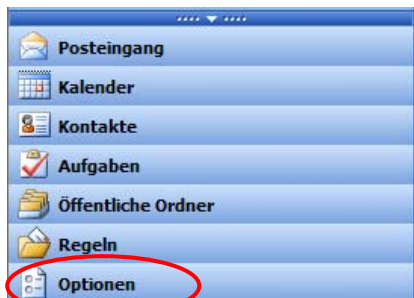 Posteingang
Kalender
Kontakte
Aufgaben
Öffentliche Ordner
Regeln
Optionen